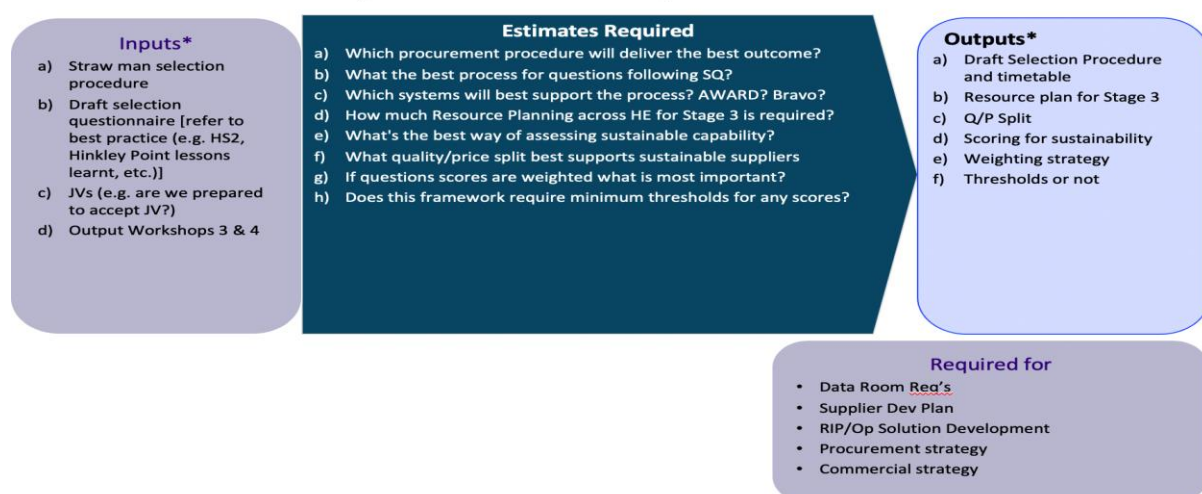 Inputs*
a) Straw man selection
procedure
b) Draft selection
questionnaire [refer to
best practice (e.g. HS2,
Hinkley Point lessons
learnt, etc.)]
c) JVs (e.g. are we prepared
to accept JV?)
d) Output Workshops 3 & 4
Estimates Required
a) Which procurement procedure will deliver the best outcome?
b) What the best process for questions following SQ?
c) Which systems will best support the process? AWARD? Bravo?
d) How much Resource Planning across HE for Stage 3 is required?
e) What's the best way of assessing sustainable capability?
f) What quality/price split best supports sustainable suppliers
g) If questions scores are weighted what is most important?
h) Does this framework require minimum thresholds for any scores?
Outputs*
a) Draft Selection Procedure
and timetable
b) Resource plan for Stage 3
c) Q/P Split
d) Scoring for sustainability
e) Weighting strategy
f) Thresholds or not
Required for
• Data Room Req's
• Supplier Dev Plan
• RIP/Op Solution Development
• Procurement strategy
• Commercial strategy